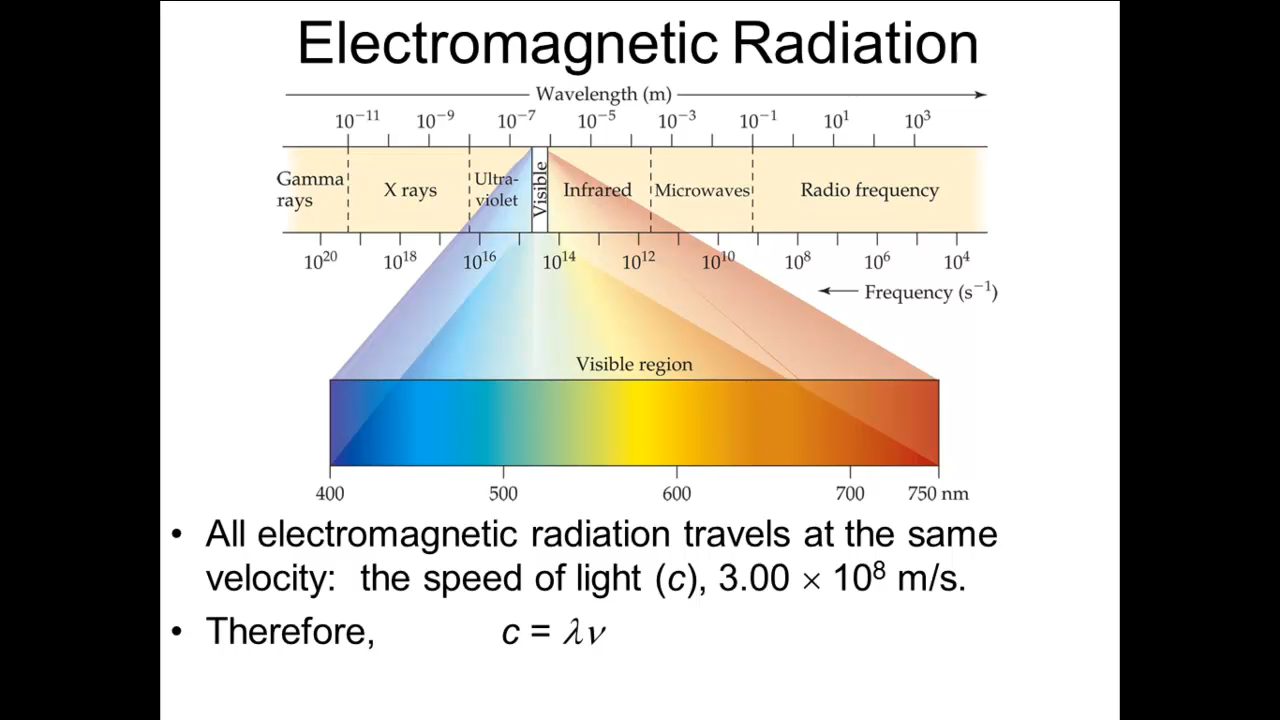 Electromagnetic Radiation
Wavelength (m)
10⁻¹¹ 10⁻⁹ 10⁻⁷ 10⁻⁵ 10⁻³ 10⁻¹ 10¹ 10³
Gamma rays X rays Ultra-violet Visible Infrared Microwaves Radio frequency
10²⁰ 10¹⁸ 10¹⁶ 10¹⁴ 10¹² 10¹⁰ 10⁸ 10⁶ 10⁴
Frequency (s⁻¹)
Visible region
400 500 600 700 750 nm
• All electromagnetic radiation travels at the same
velocity: the speed of light (c), 3.00 × 10⁸ m/s.
• Therefore, c = λν